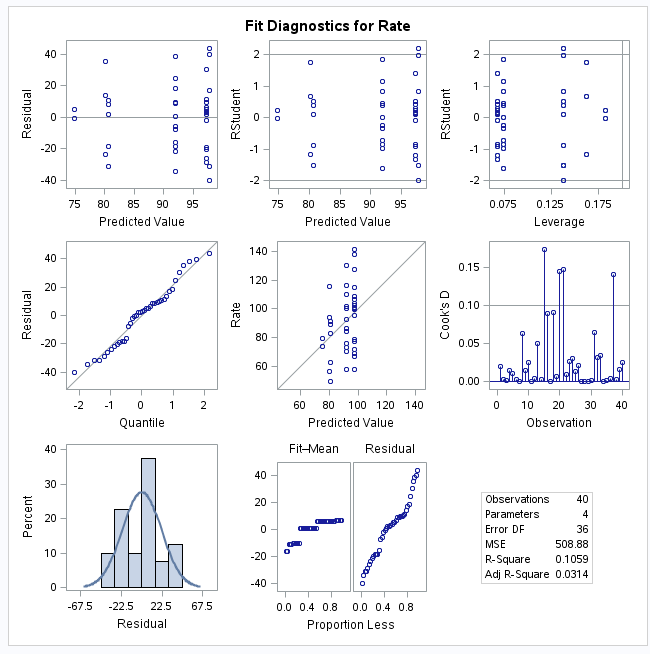 Fit Diagnostics for Rate
40
20
0
-20
-40
Residual
75 80 85 90 95
Predicted Value
2
1
0
-1
-2
RStudent
75 80 85 90 95
Predicted Value
2
1
0
-1
-2
RStudent
0.075 0.125 0.175
Leverage
40
20
0
-20
-40
Residual
-2 -1 0 1 2
Quantile
140
120
100
80
60
Rate
60 80 100 120 140
Predicted Value
0.15
0.10
0.05
0.00
Cook's D
0 10 20 30 40
Observation
40
30
20
10
0
Percent
-67.5 -22.5 22.5 67.5
Residual
Fit–Mean Residual
40
20
0
-20
-40
0.0 0.4 0.8 0.0 0.4 0.8
Proportion Less
Observations 40
Parameters 4
Error DF 36
MSE 508.88
R-Square 0.1059
Adj R-Square 0.0314